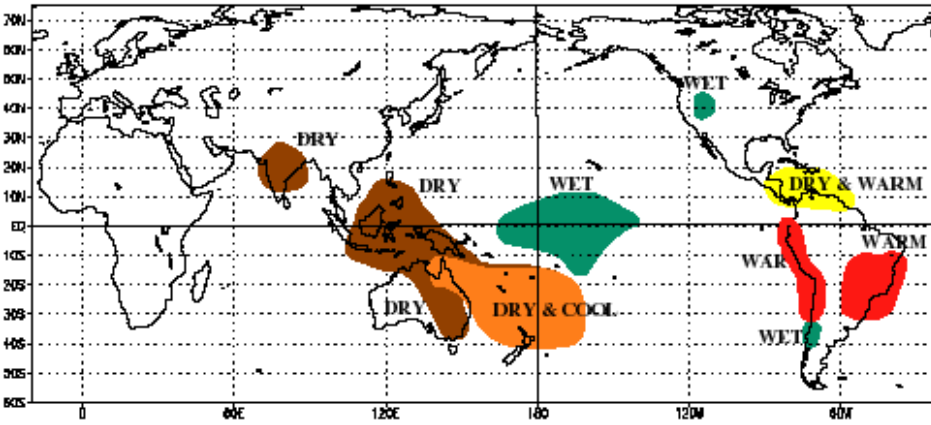 70N
60N
50N
WET
40N
30N
DRY
20N
DRY
DRY & WARM
10N
WET
EQ
WARM
10S
WAR
20S
DRY
DRY & COOL
30S
WET
40S
50S
60S
0
60E
120E
180
120W
60W